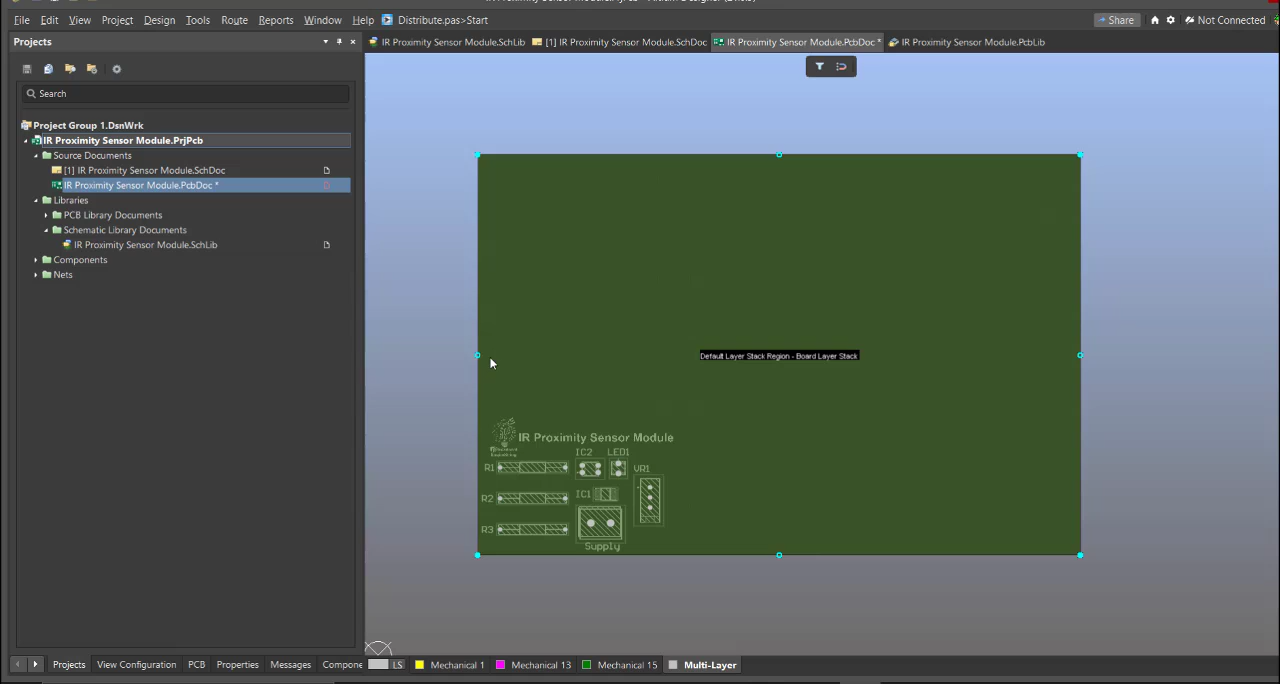 File Edit View Project Design Tools Route Reports Window Help Distribute.pas>Start Share Not Connected
Projects
IR Proximity Sensor Module.SchLib [1] IR Proximity Sensor Module.SchDoc IR Proximity Sensor Module.PcbDoc * IR Proximity Sensor Module.PcbLib
Search
Project Group 1.DsnWrk
IR Proximity Sensor Module.PrjPcb
Source Documents
[1] IR Proximity Sensor Module.SchDoc
IR Proximity Sensor Module.PcbDoc *
Libraries
PCB Library Documents
Schematic Library Documents
IR Proximity Sensor Module.SchLib
Components
Nets
Default Layer Stack Region - Board Layer Stack
IR Proximity Sensor Module
IC2 LED1
R1 VR1
IC1
R2
R3
Supply
Projects View Configuration PCB Properties Messages Compone LS Mechanical 1 Mechanical 13 Mechanical 15 Multi-Layer